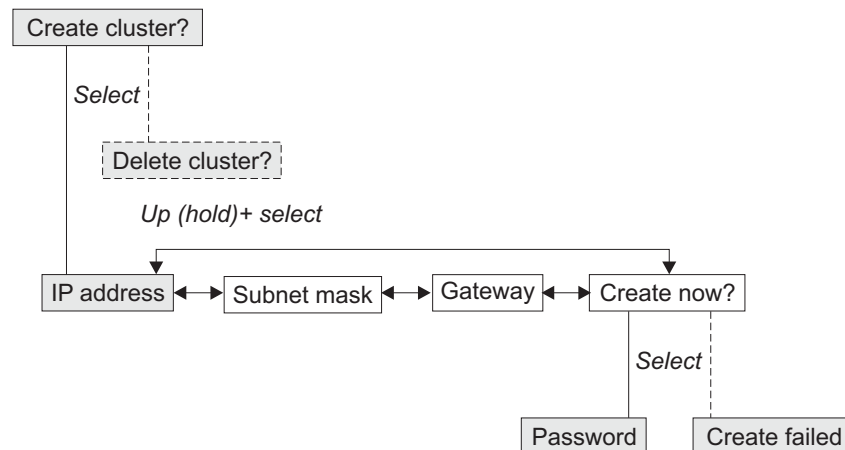 Create cluster?
Select
Delete cluster?
Up (hold)+ select
IP address
Subnet mask
Gateway
Create now?
Select
Password
Create failed